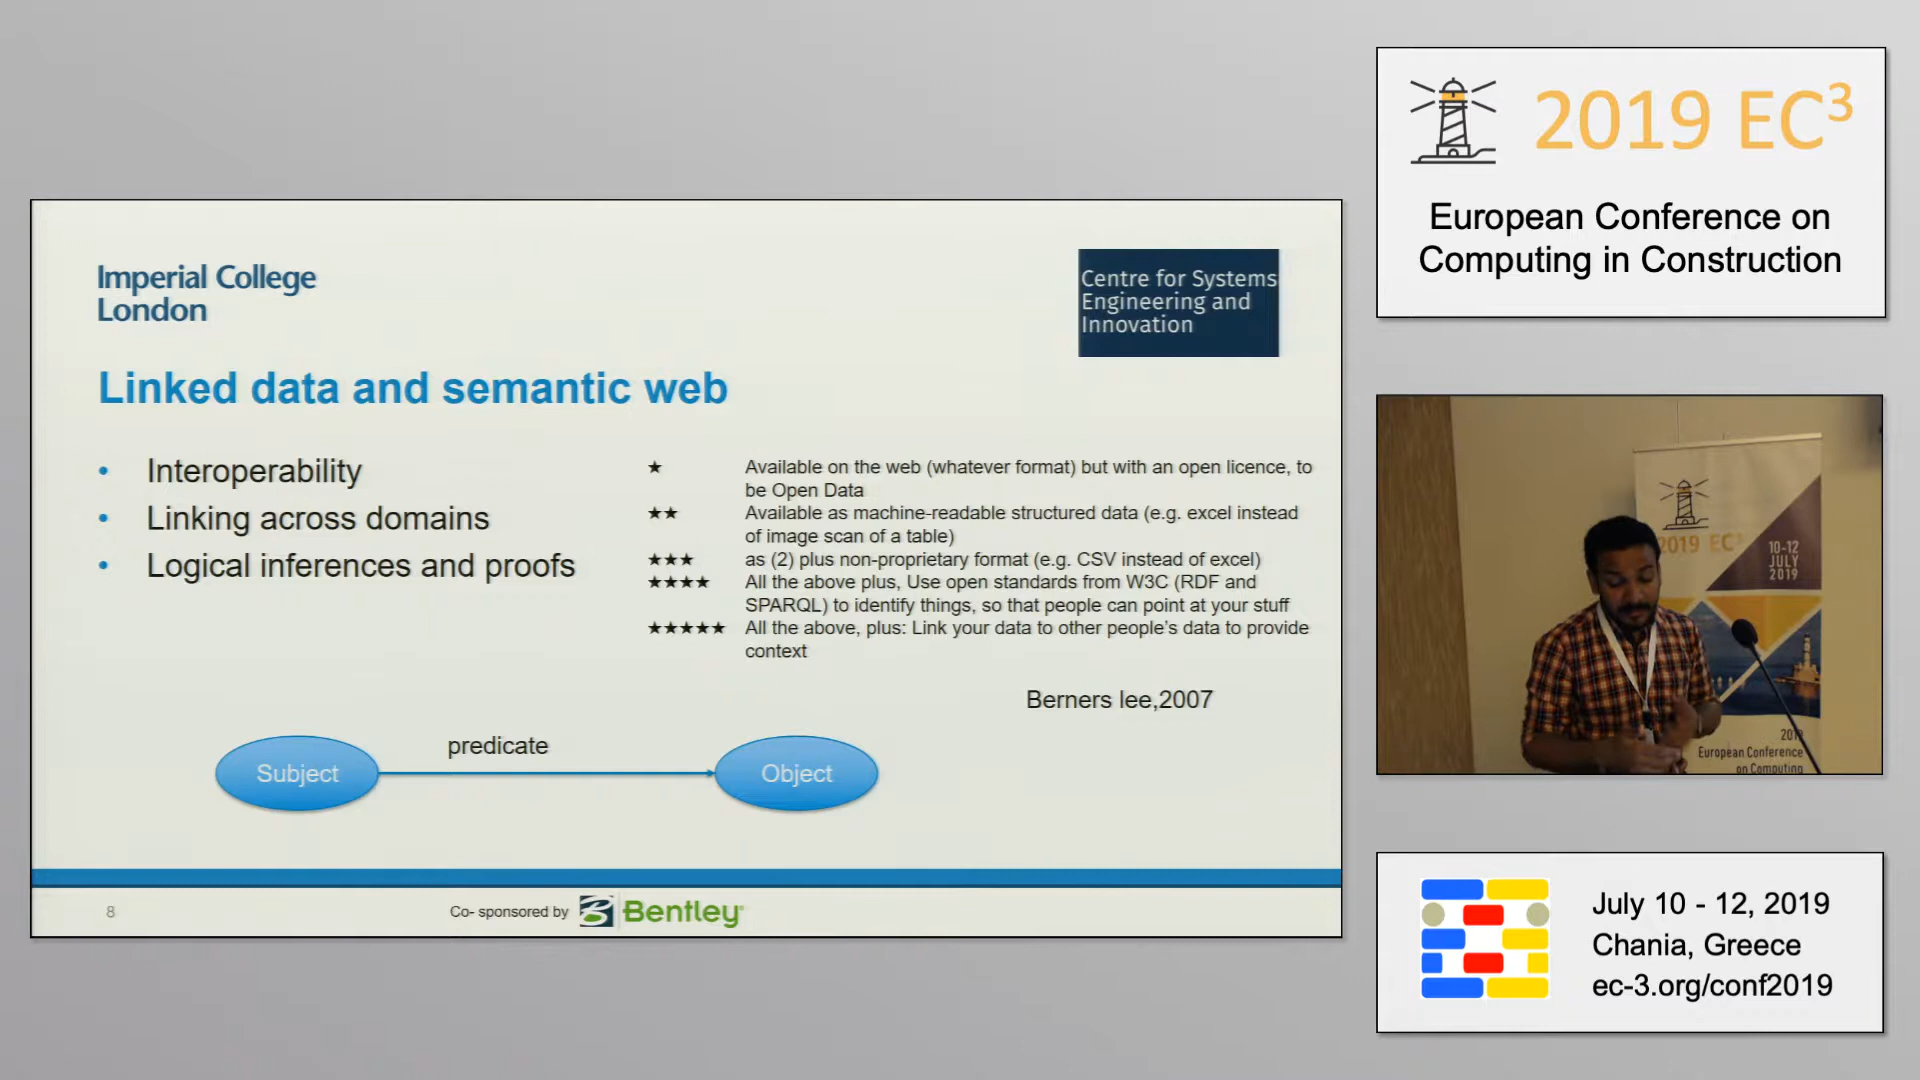 Imperial College
London
Centre for Systems
Engineering and
Innovation
Linked data and semantic web
• Interoperability
• Linking across domains
• Logical inferences and proofs
★ Available on the web (whatever format) but with an open licence, to
be Open Data
★★ Available as machine-readable structured data (e.g. excel instead
of image scan of a table)
★★★ as (2) plus non-proprietary format (e.g. CSV instead of excel)
★★★★ All the above plus, Use open standards from W3C (RDF and
SPARQL) to identify things, so that people can point at your stuff
★★★★★ All the above, plus: Link your data to other people's data to provide
context
Berners lee,2007
Subject
predicate
Object
8
Co- sponsored by
Bentley
2019 EC³
European Conference on
Computing in Construction
2019 EC
10-12
JULY
2019
2019
European Conference
on Computing
July 10 - 12, 2019
Chania, Greece
ec-3.org/conf2019